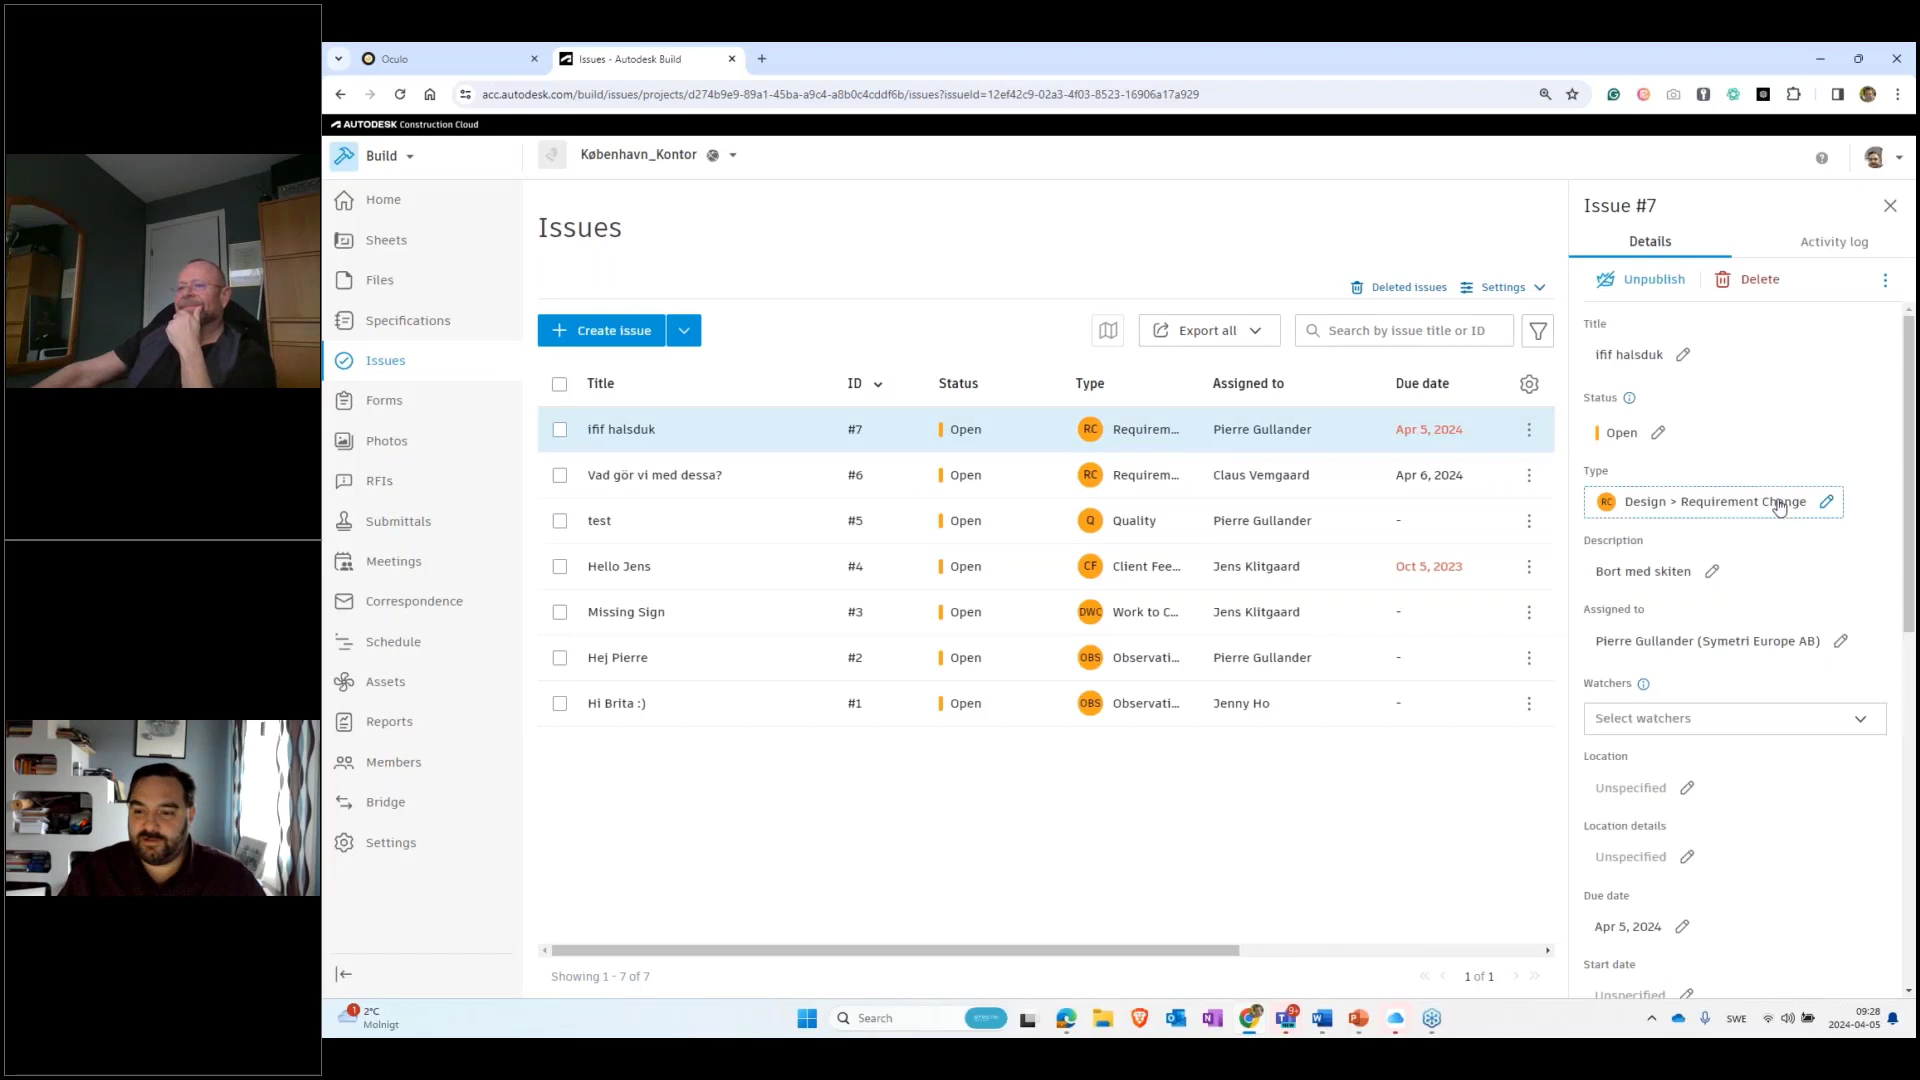 Oculo
Issues - Autodesk Build
acc.autodesk.com/build/issues/projects/d274b9e9-89a1-45ba-a9c4-a8b0c4cddf6b/issues?issueId=12ef42c9-02a3-4f03-8523-16906a17a929
AUTODESK Construction Cloud
Build
København_Kontor
Home
Sheets
Files
Specifications
Issues
Forms
Photos
RFIs
Submittals
Meetings
Correspondence
Schedule
Assets
Reports
Members
Bridge
Settings
Issues
Deleted issues Settings
Create issue
Export all
Search by issue title or ID
Title ID Status Type Assigned to Due date
ifif halsduk #7 Open RC Requirem... Pierre Gullander Apr 5, 2024
Vad gör vi med dessa? #6 Open RC Requirem... Claus Vemgaard Apr 6, 2024
test #5 Open Q Quality Pierre Gullander -
Hello Jens #4 Open CF Client Fee... Jens Klitgaard Oct 5, 2023
Missing Sign #3 Open DWC Work to C... Jens Klitgaard -
Hej Pierre #2 Open OBS Observati... Pierre Gullander -
Hi Brita :) #1 Open OBS Observati... Jenny Ho -
Showing 1 - 7 of 7
1 of 1
Issue #7
Details
Activity log
Unpublish
Delete
Title
ifif halsduk
Status
Open
Type
RC Design > Requirement Change
Description
Bort med skiten
Assigned to
Pierre Gullander (Symetri Europe AB)
Watchers
Select watchers
Location
Unspecified
Location details
Unspecified
Due date
Apr 5, 2024
Start date
Unspecified
1
2°C
Molnigt
Search
9+
SWE
09:28
2024-04-05